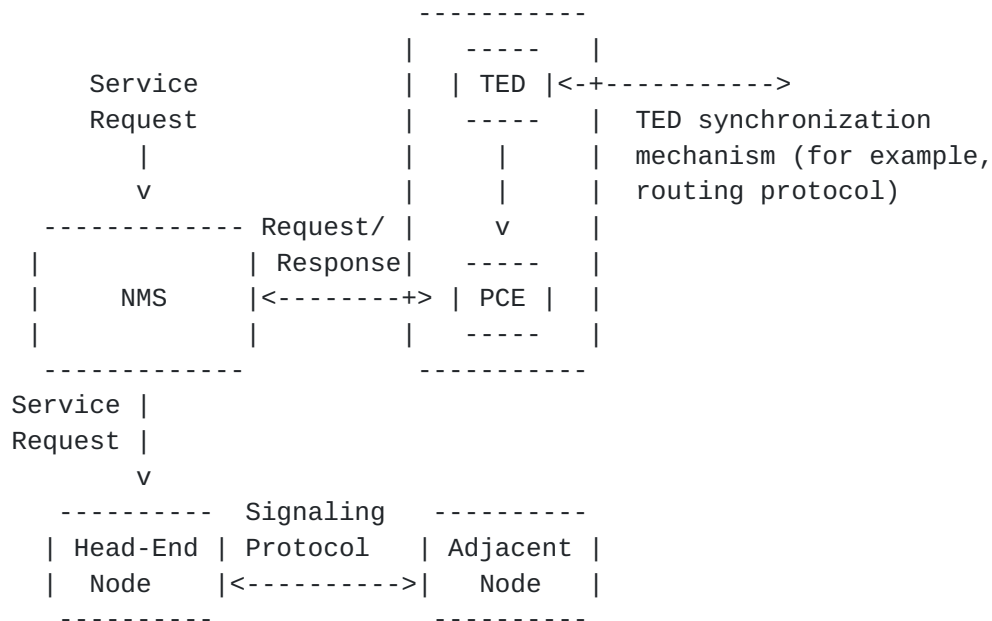 -----------
                          |   -----   |
     Service              |  | TED |<-+----------->
     Request              |   -----   |  TED synchronization
        |                 |     |     |  mechanism (for example,
        v                 |     |     |  routing protocol)
  ------------- Request/  |     v     |
 |             | Response|   -----   |
 |     NMS     |<--------+> | PCE |  |
 |             |         |   -----   |
  -------------           -----------
Service |
Request |
        v
   ----------  Signaling   ----------
  | Head-End | Protocol   | Adjacent |
  |  Node    |<---------->|   Node   |
   ----------              ----------